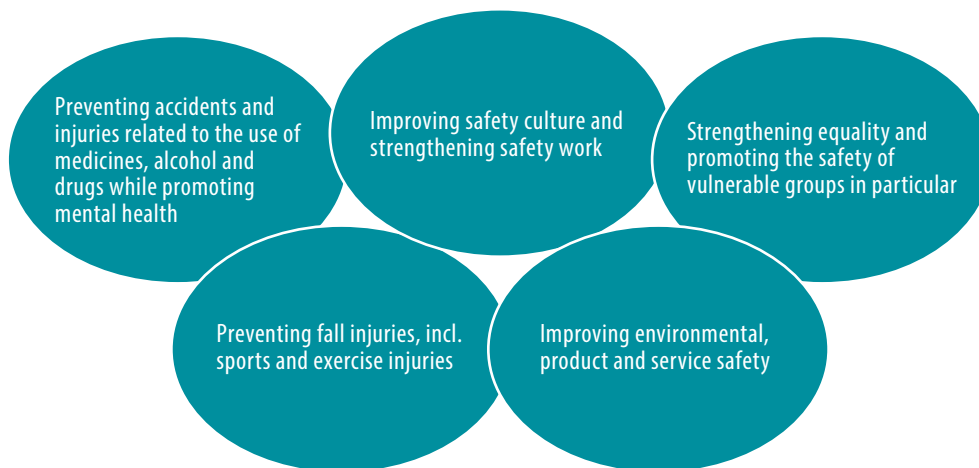 Preventing accidents and
injuries related to the use of
medicines, alcohol and
drugs while promoting
mental health
Improving safety culture and
strengthening safety work
Strengthening equality and
promoting the safety of
vulnerable groups in particular
Preventing fall injuries, incl.
sports and exercise injuries
Improving environmental,
product and service safety